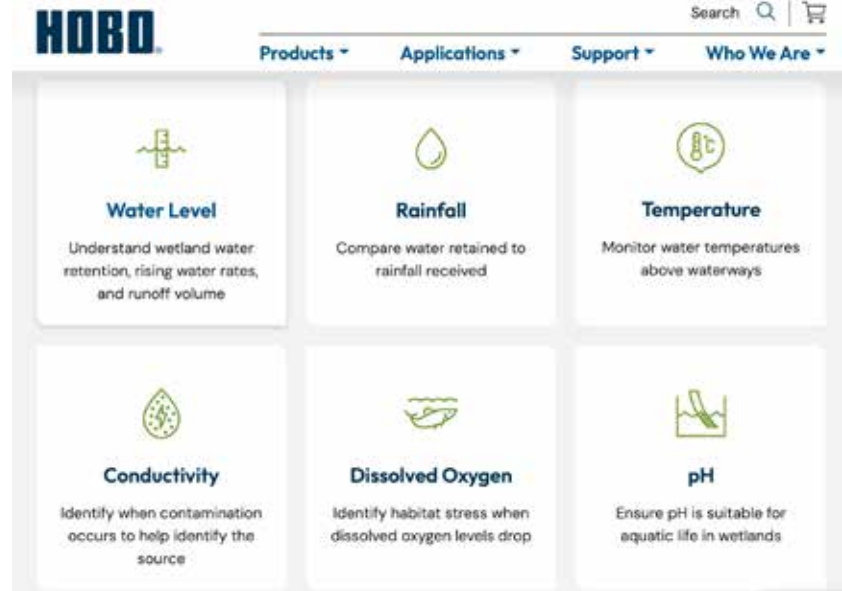 Search
HOBO
Products Applications Support Who We Are
Water Level
Understand wetland water
retention, rising water rates,
and runoff volume
Rainfall
Compare water retained to
rainfall received
°C
Temperature
Monitor water temperatures
above waterways
Conductivity
Identify when contamination
occurs to help identify the
source
Dissolved Oxygen
Identify habitat stress when
dissolved oxygen levels drop
pH
Ensure pH is suitable for
aquatic life in wetlands